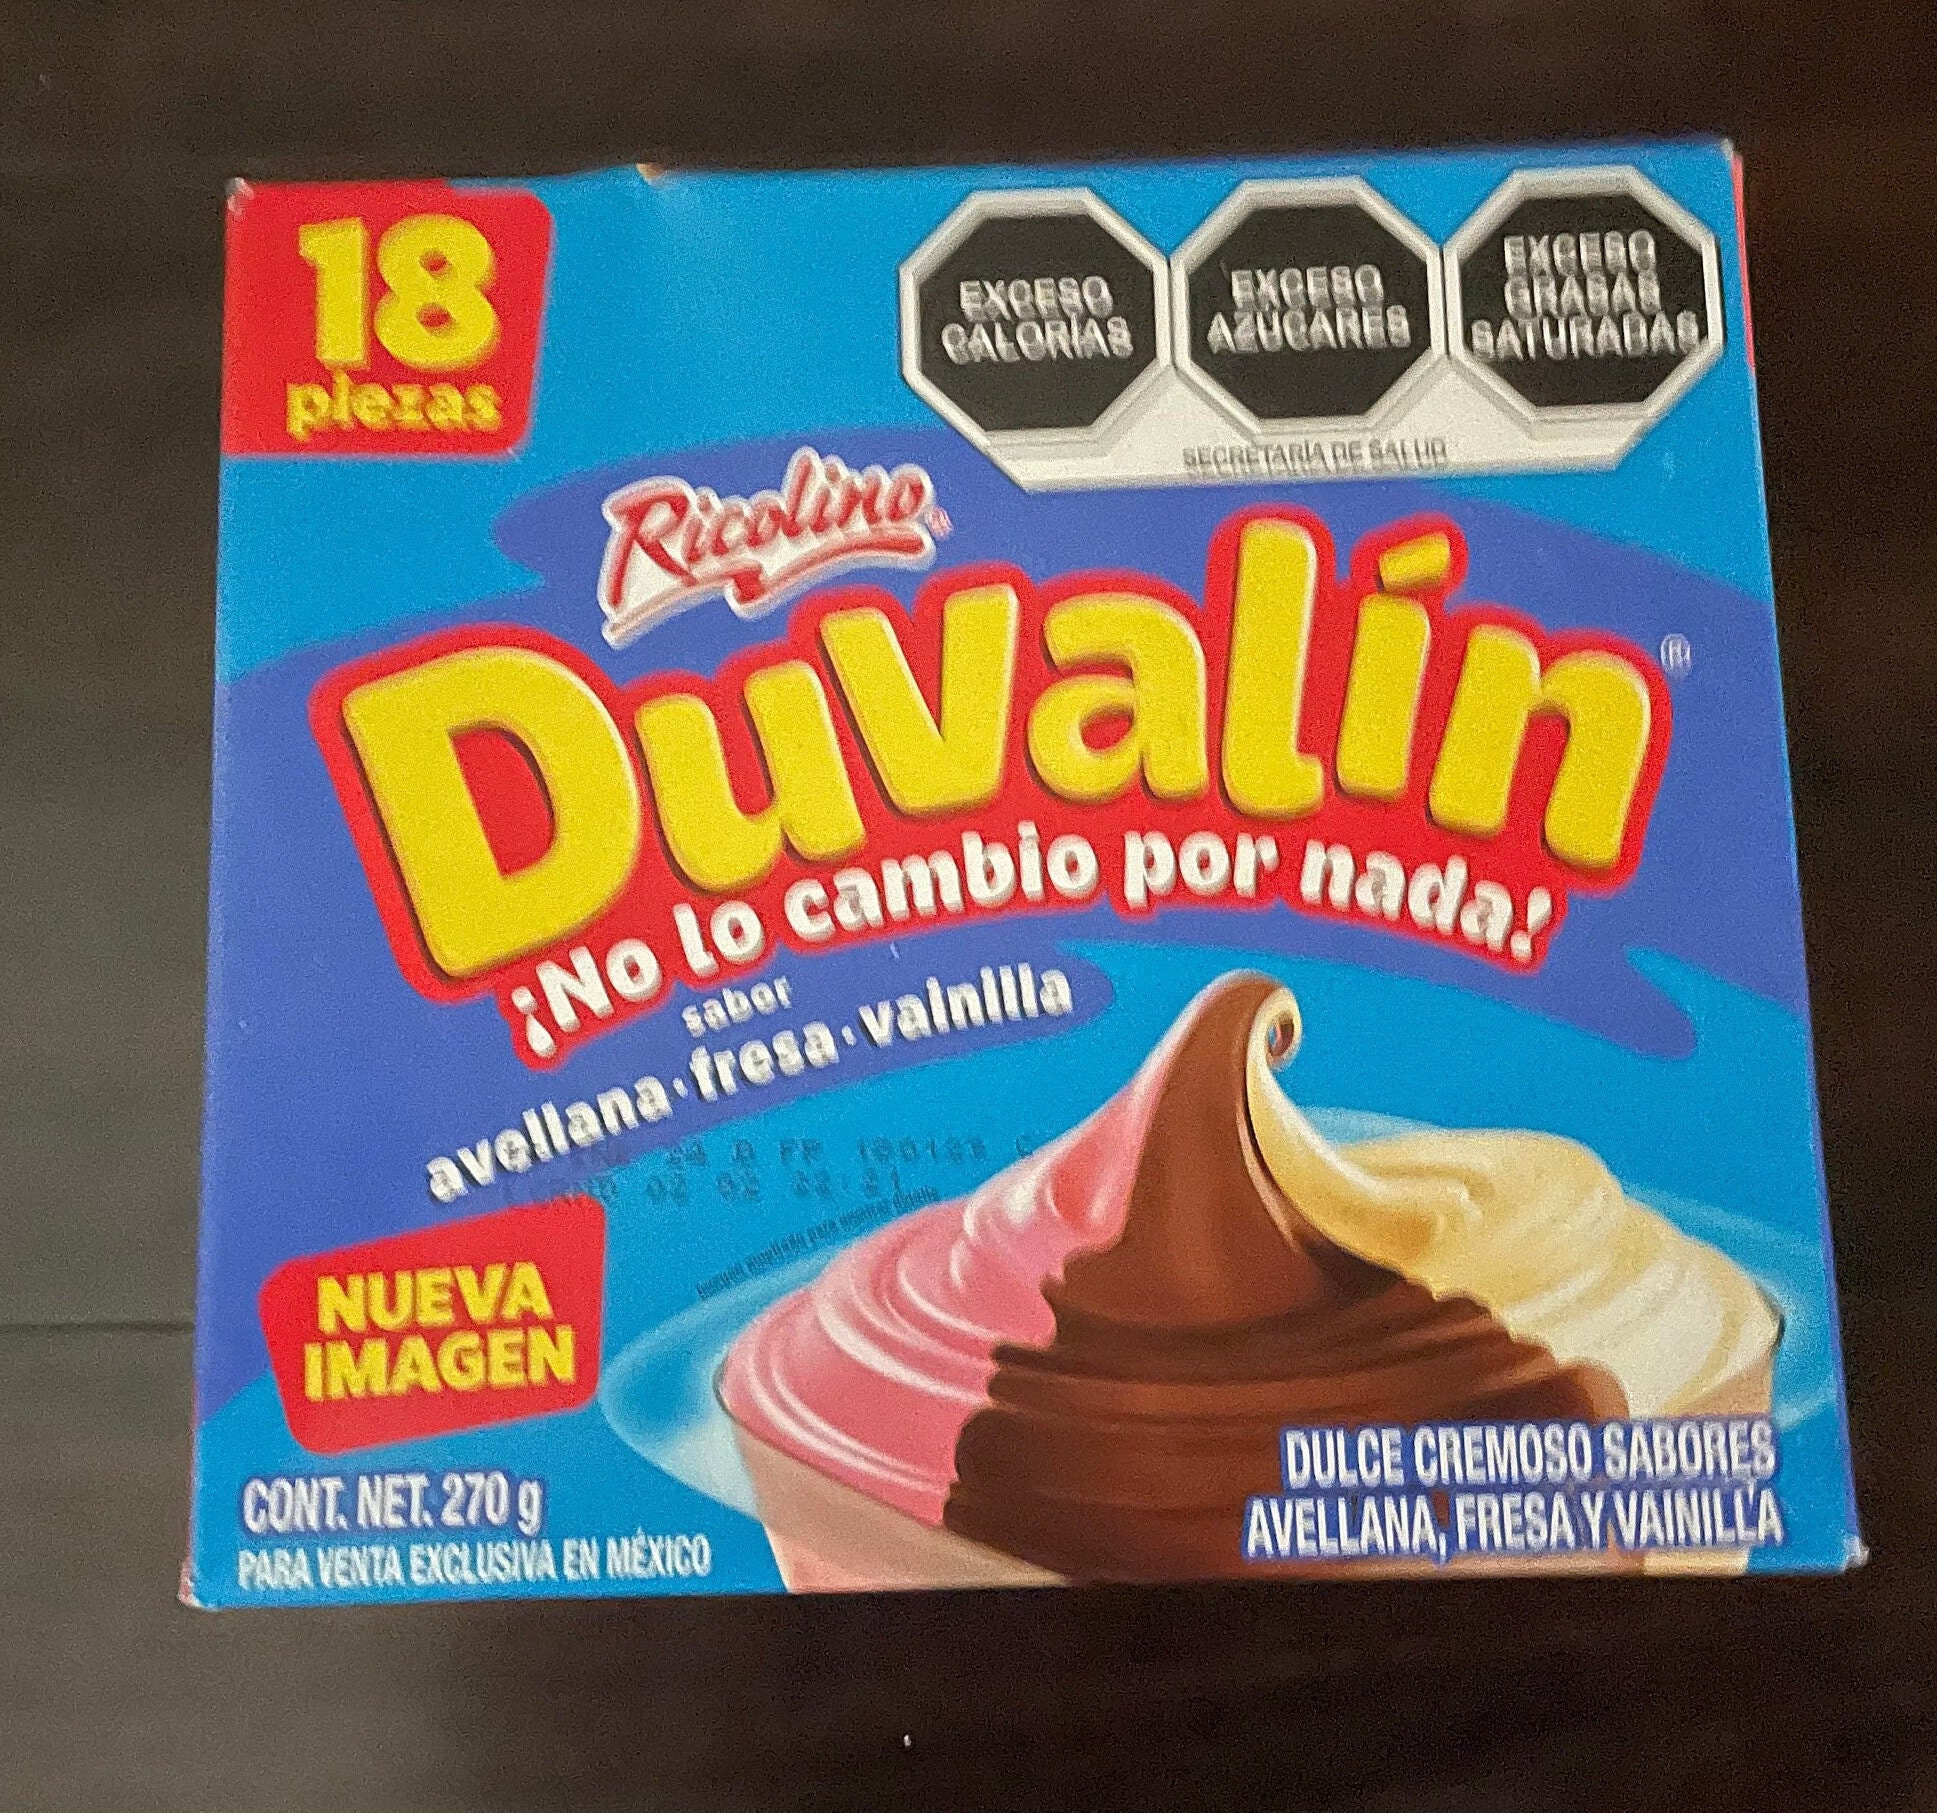 18
piezas
EXCESO
CALORÍAS
EXCESO
AZÚCARES
EXCESO
GRASAS
SATURADAS
SECRETARÍA DE SALUD
Ricolino
Duvalín®
¡No lo cambio por nada!
sabor
avellana·fresa·vainilla
NUEVA
IMAGEN
CONT. NET. 270 g
PARA VENTA EXCLUSIVA EN MÉXICO
DULCE CREMOSO SABORES
AVELLANA, FRESA Y VAINILLA